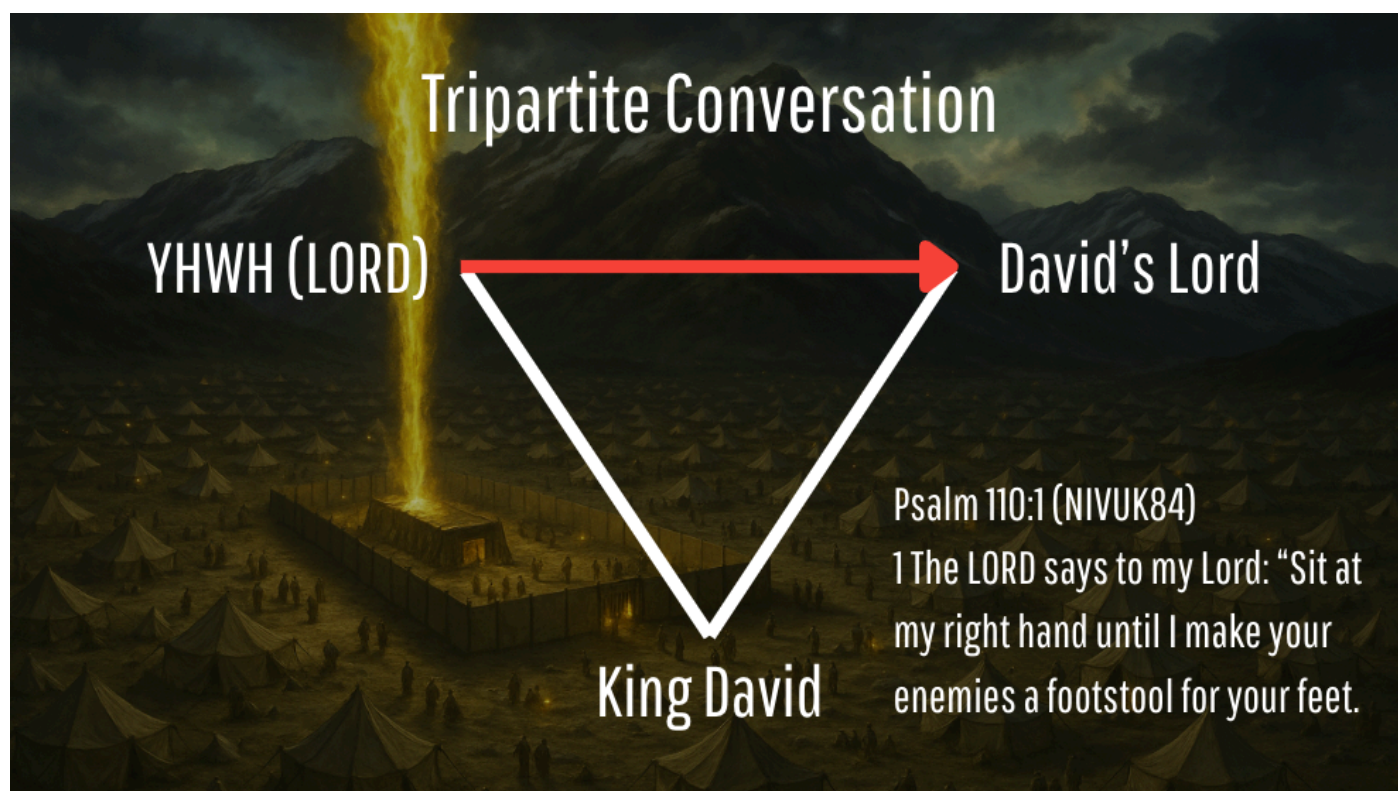 Tripartite Conversation
YHWH (LORD)
David’s Lord
King David
Psalm 110:1 (NIVUK84)
1 The LORD says to my Lord: “Sit at
my right hand until I make your
enemies a footstool for your feet.